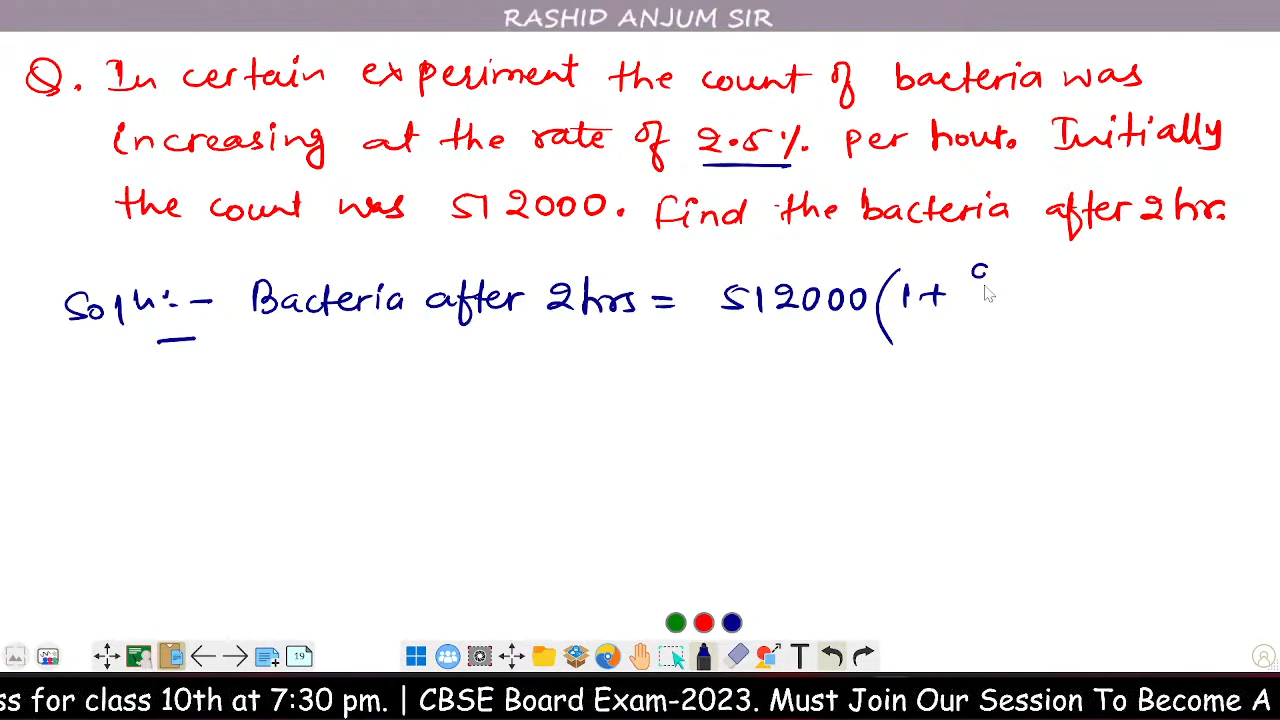 RASHID ANJUM SIR
Q. In certain experiment the count of bacteria was
increasing at the rate of 2.5% per hour. Initially
the count was 512000. Find the bacteria after 2hr.
Soln:- Bacteria after 2hrs = 512000(1+
19
T
ss for class 10th at 7:30 pm. | CBSE Board Exam-2023. Must Join Our Session To Become A